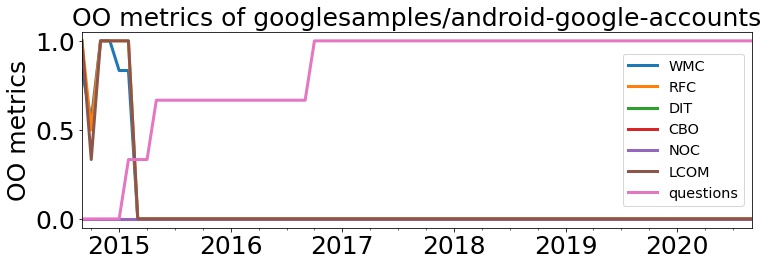 OO metrics of googlesamples/android-google-accounts
OO metrics
1.0
0.5
0.0
WMC
RFC
DIT
CBO
NOC
LCOM
questions
2015 2016 2017 2018 2019 2020